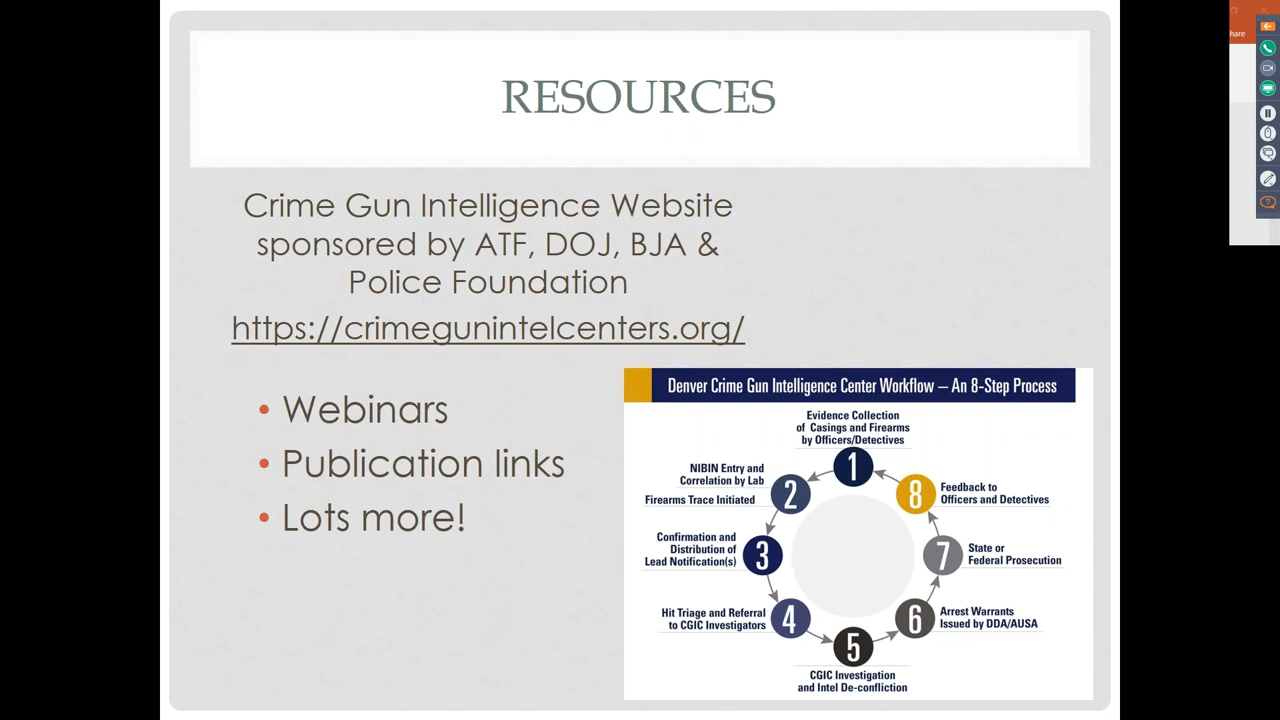 RESOURCES
Crime Gun Intelligence Website
sponsored by ATF, DOJ, BJA &
Police Foundation
https://crimegunintelcenters.org/
• Webinars
• Publication links
• Lots more!
Denver Crime Gun Intelligence Center Workflow – An 8-Step Process
Evidence Collection
of Casings and Firearms
by Officers/Detectives
1
NIBIN Entry and
Correlation by Lab
Firearms Trace Initiated
2
Confirmation and
Distribution of
Lead Notification(s)
3
Hit Triage and Referral
to CGIC Investigators
4
5
CGIC Investigation
and Intel De-confliction
6
Arrest Warrants
Issued by DDA/AUSA
7
State or
Federal Prosecution
8
Feedback to
Officers and Detectives